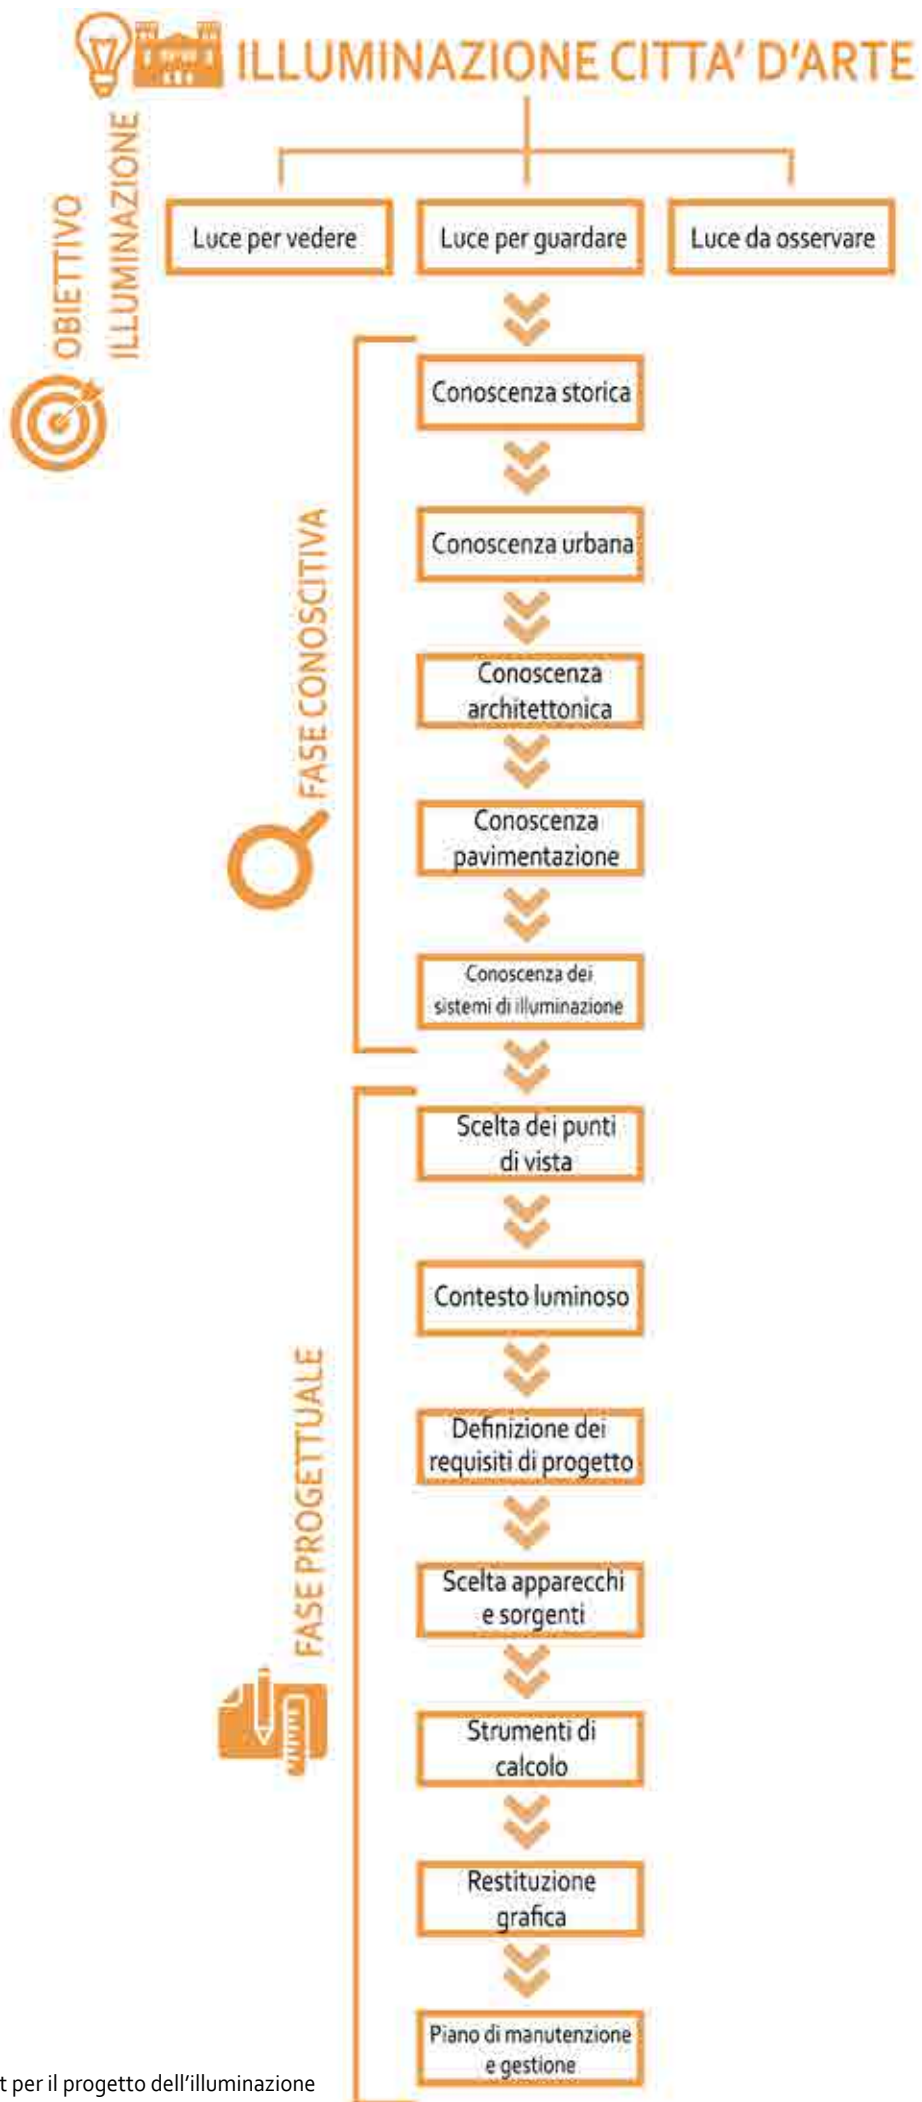 ILLUMINAZIONE CITTA' D'ARTE
OBIETTIVO
ILLUMINAZIONE
Luce per vedere
Luce per guardare
Luce da osservare
FASE CONOSCITIVA
Conoscenza storica
Conoscenza urbana
Conoscenza
architettonica
Conoscenza
pavimentazione
Conoscenza dei
sistemi di illuminazione
FASE PROGETTUALE
Scelta dei punti
di vista
Contesto luminoso
Definizione dei
requisiti di progetto
Scelta apparecchi
e sorgenti
Strumenti di
calcolo
Restituzione
grafica
Piano di manutenzione
e gestione
t per il progetto dell'illuminazione